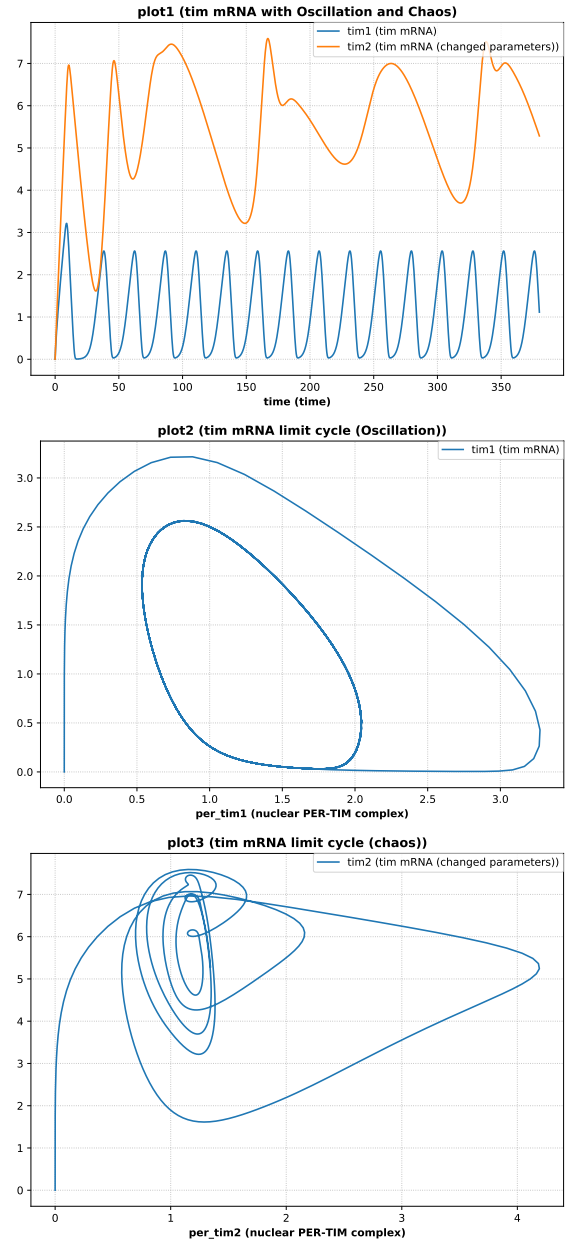 plot1 (tim mRNA with Oscillation and Chaos)
tim1 (tim mRNA)
tim2 (tim mRNA (changed parameters))
7
6
5
4
3
2
1
0
0 50 100 150 200 250 300 350
time (time)
plot2 (tim mRNA limit cycle (Oscillation))
tim1 (tim mRNA)
3.0
2.5
2.0
1.5
1.0
0.5
0.0
0.0 0.5 1.0 1.5 2.0 2.5 3.0
per_tim1 (nuclear PER-TIM complex)
plot3 (tim mRNA limit cycle (chaos))
tim2 (tim mRNA (changed parameters))
7
6
5
4
3
2
1
0
0 1 2 3 4
per_tim2 (nuclear PER-TIM complex)